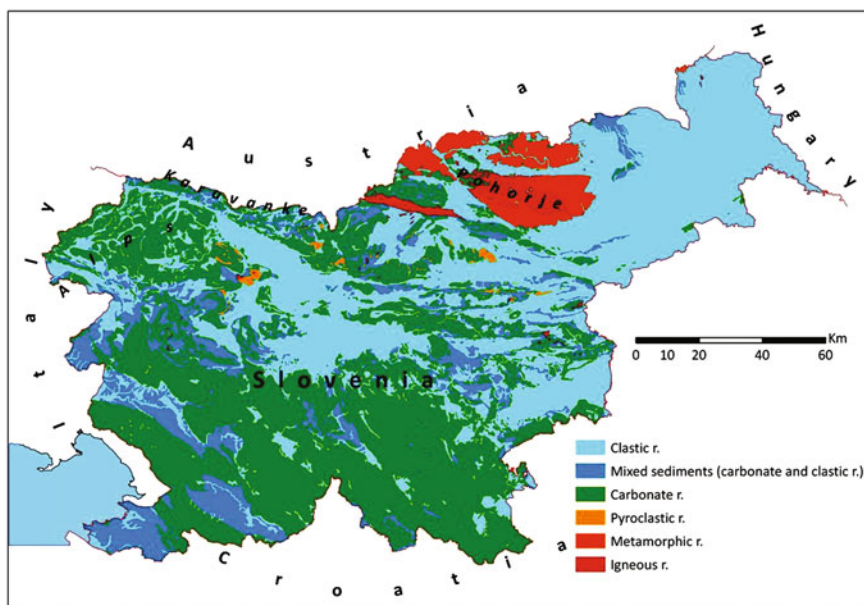 Hungary
Austria
Karavanke
Pohorje
Alps
Italy
Slovenia
Km
0 10 20 40 60
Clastic r.
Mixed sediments (carbonate and clastic r.)
Carbonate r.
Pyroclastic r.
Metamorphic r.
Igneous r.
Croatia